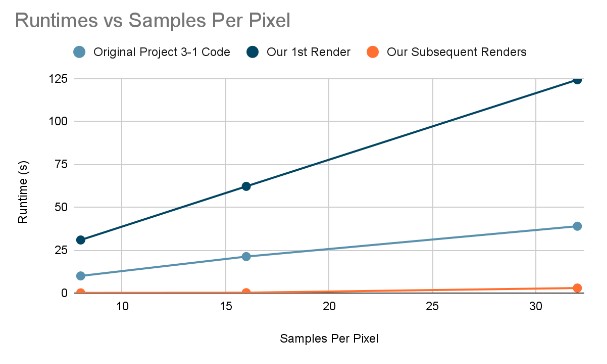 Runtimes vs Samples Per Pixel
Original Project 3-1 Code Our 1st Render Our Subsequent Renders
125
100
75
50
25
0
Runtime (s)
10 15 20 25 30
Samples Per Pixel